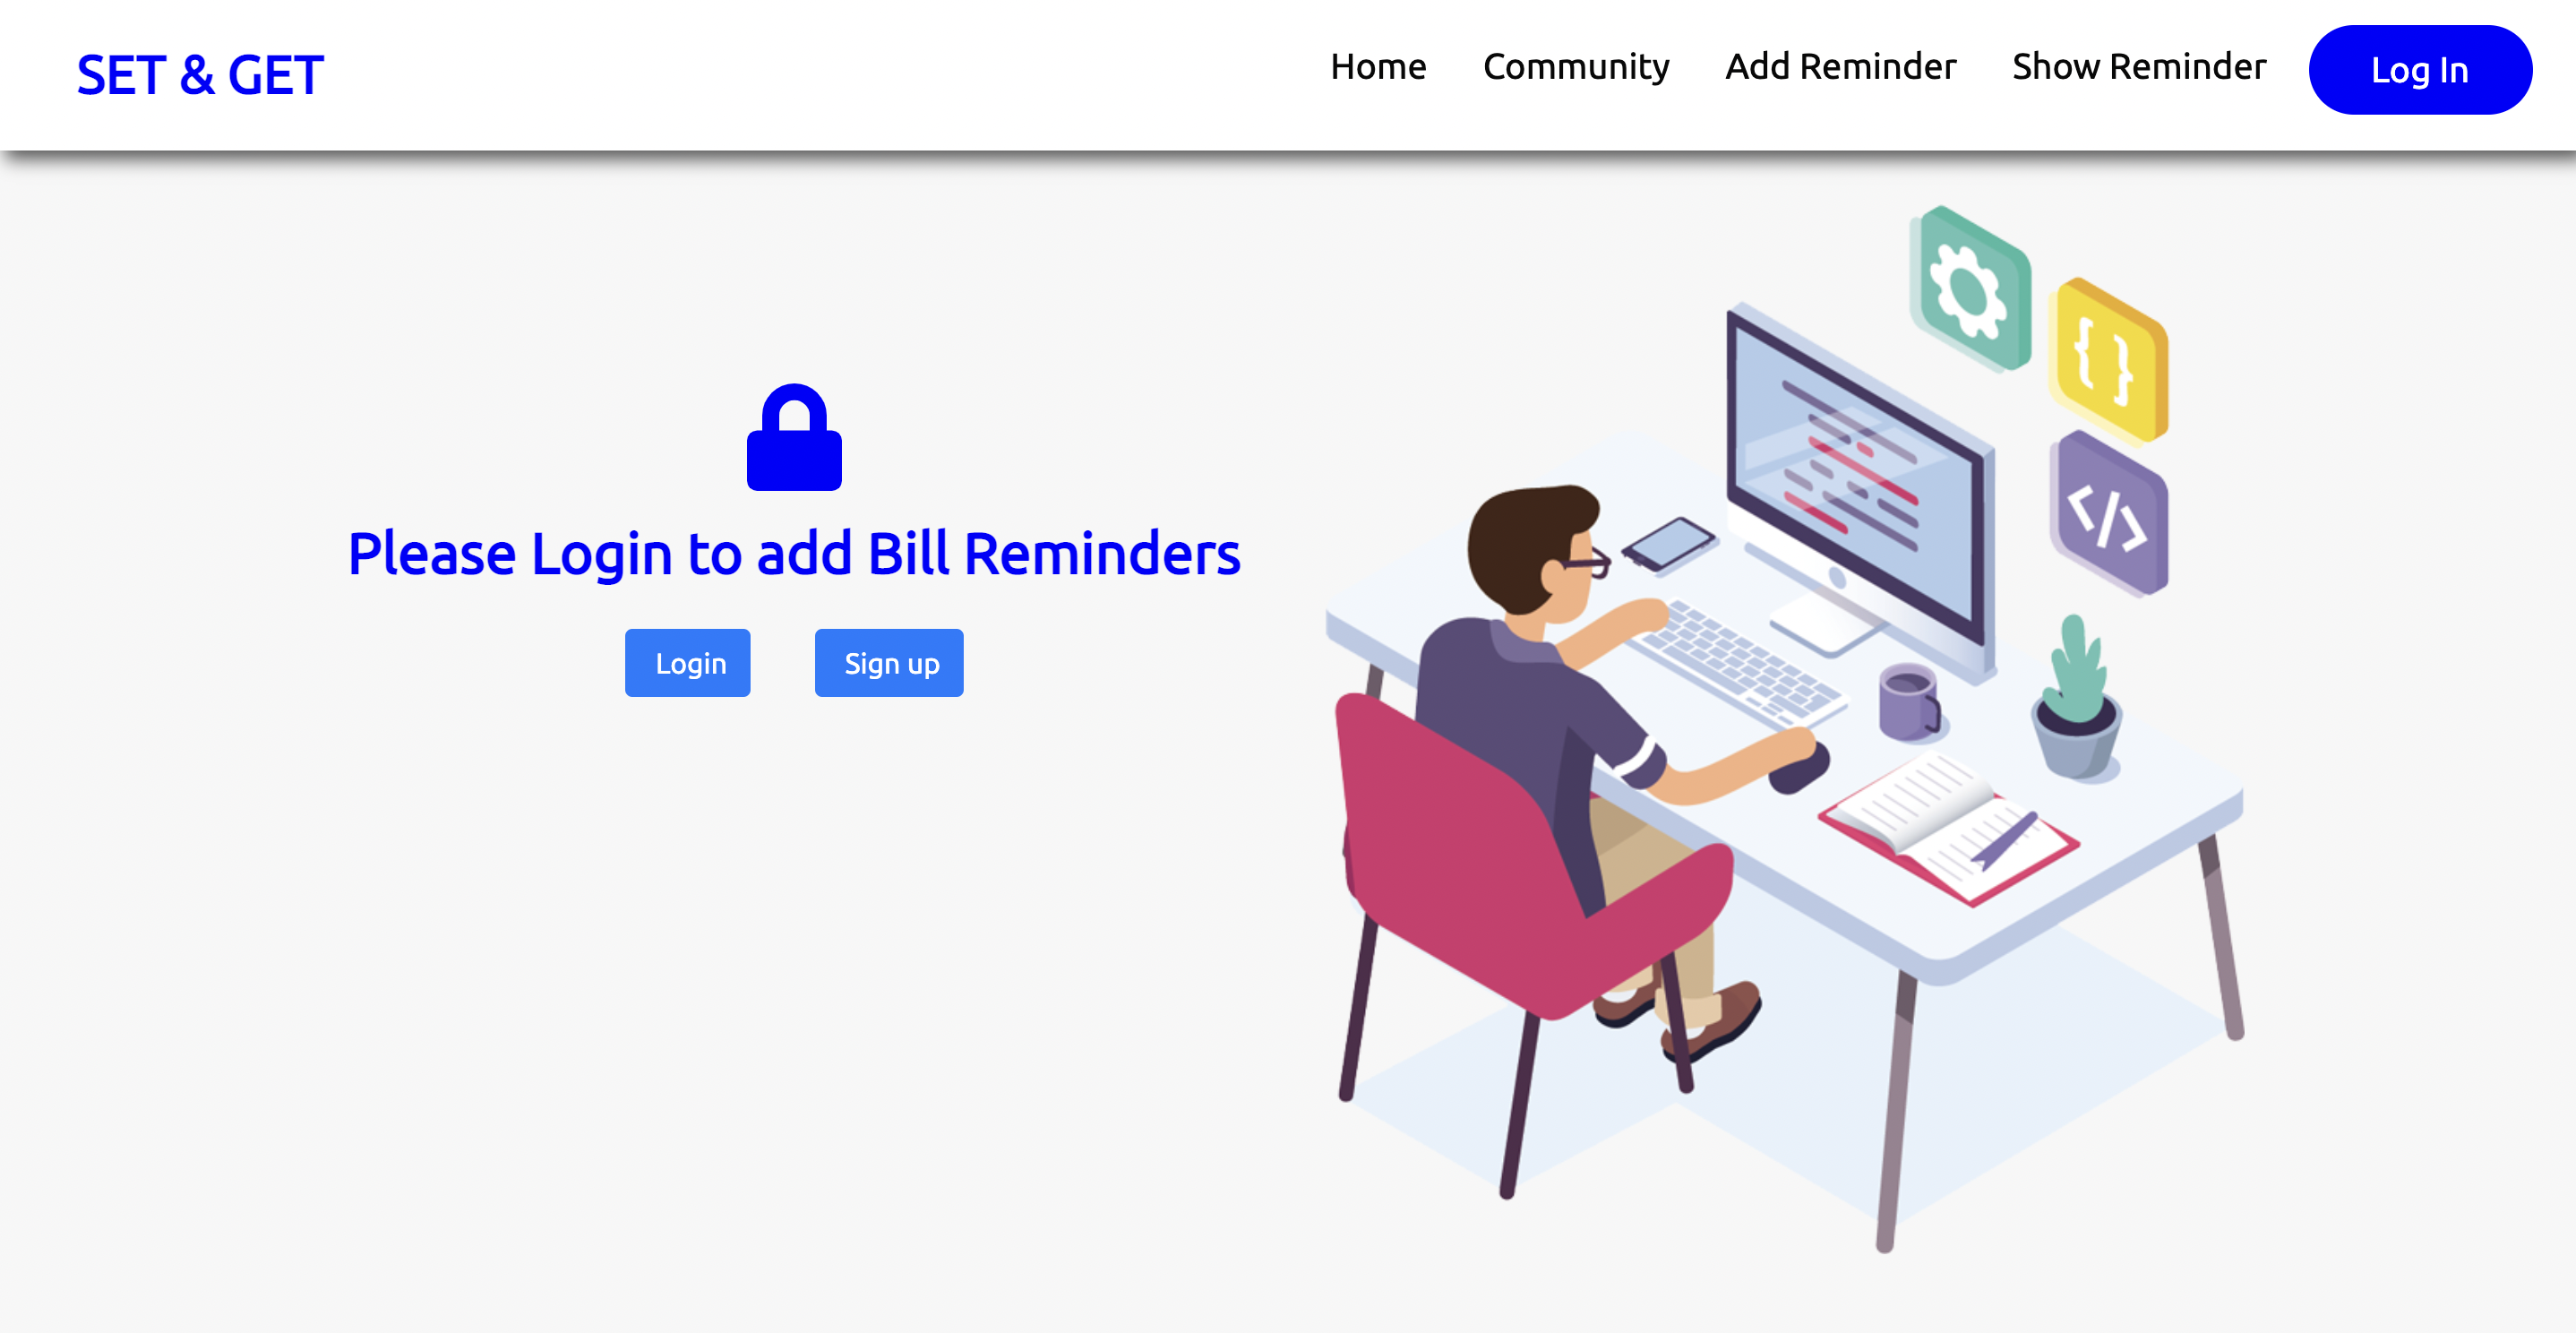 SET & GET
Home Community Add Reminder Show Reminder Log In
Please Login to add Bill Reminders
Login Sign up